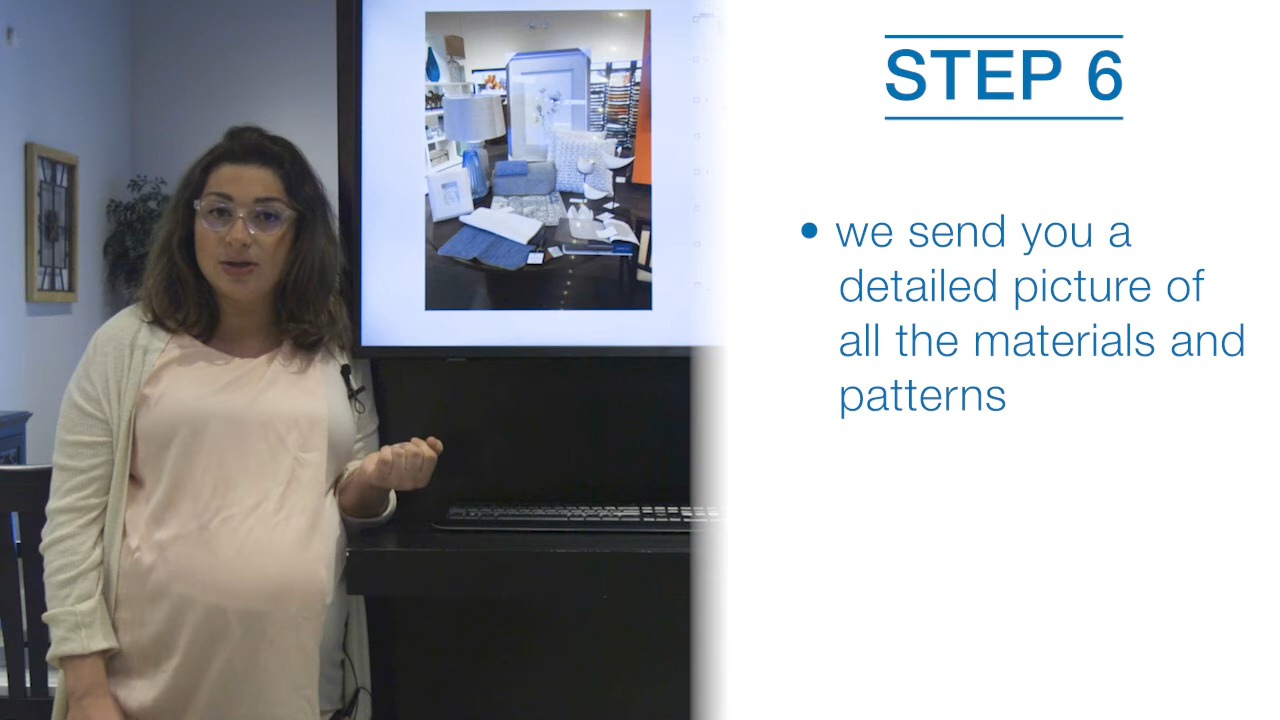 STEP 6
• we send you a
detailed picture of
all the materials and
patterns